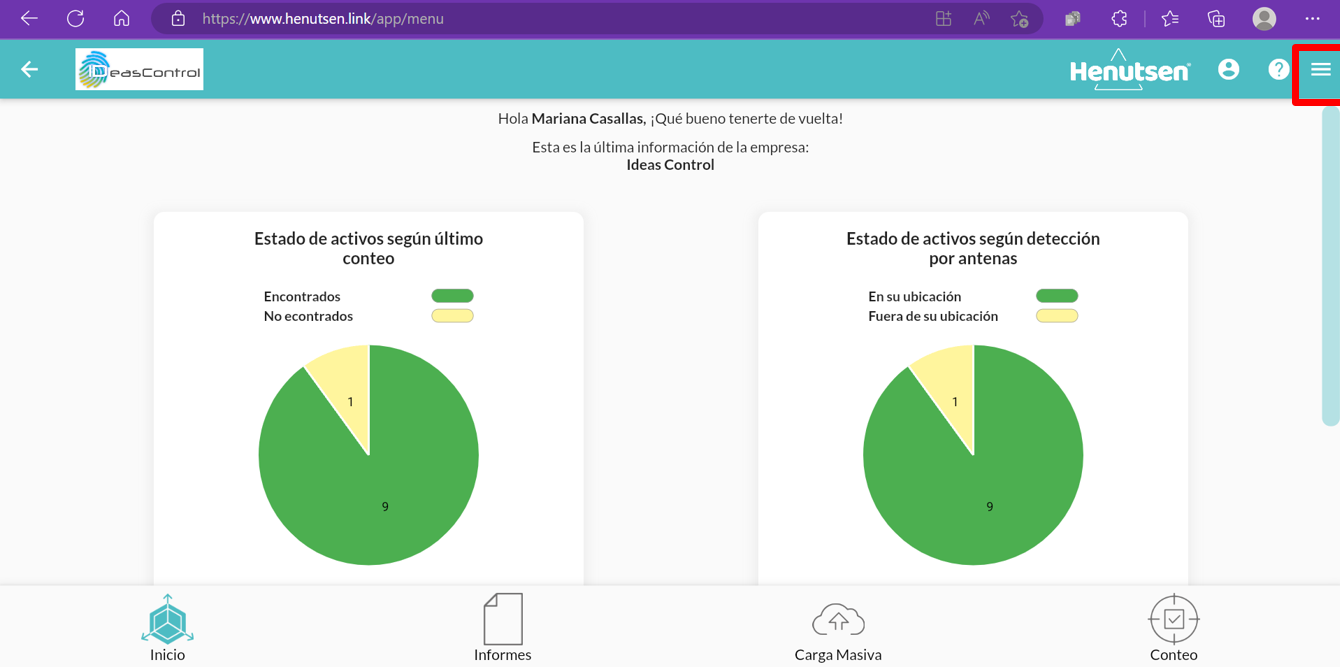 https://www.henutsen.link/app/menu
IDeasControl
Henutsen®
Hola Mariana Casallas, ¡Qué bueno tenerte de vuelta!
Esta es la última información de la empresa:
Ideas Control
Estado de activos según último
conteo
Encontrados
No econtrados
1
9
Estado de activos según detección
por antenas
En su ubicación
Fuera de su ubicación
1
9
Inicio
Informes
Carga Masiva
Conteo